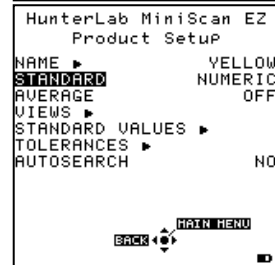 HunterLab MiniScan EZ
Product Setup
NAME ▶ YELLOW
STANDARD NUMERIC
AVERAGE OFF
VIEWS ▶
STANDARD VALUES ▶
TOLERANCES ▶
AUTOSEARCH NO
MAIN MENU
BACK